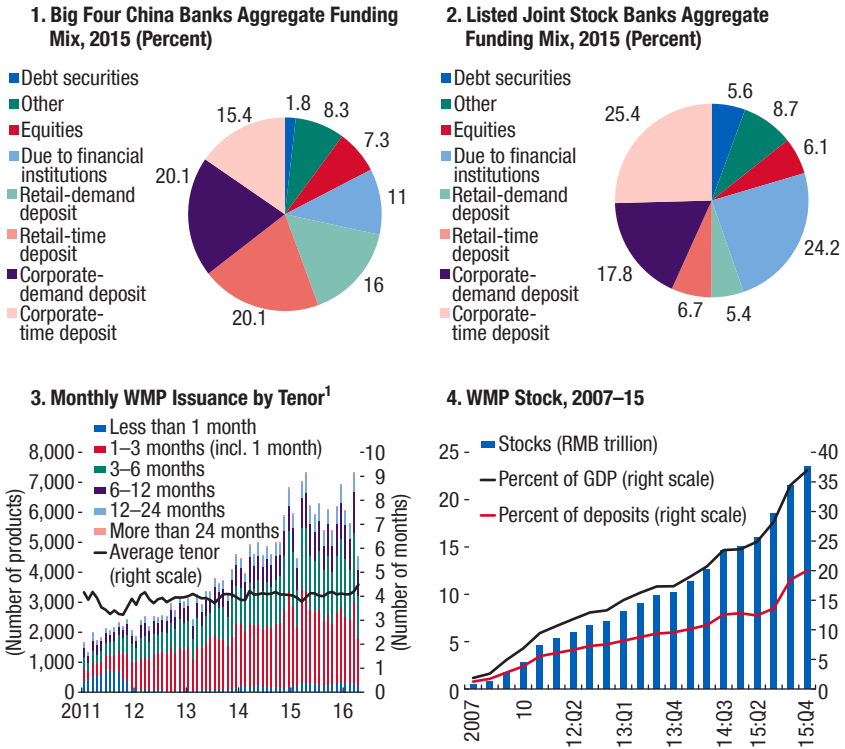 1. Big Four China Banks Aggregate Funding
Mix, 2015 (Percent)
Debt securities
Other
Equities
Due to financial
institutions
Retail-demand
deposit
Retail-time
deposit
Corporate-
demand deposit
Corporate-
time deposit
1.8
8.3
7.3
11
16
20.1
20.1
15.4
2. Listed Joint Stock Banks Aggregate
Funding Mix, 2015 (Percent)
Debt securities
Other
Equities
Due to financial
institutions
Retail-demand
deposit
Retail-time
deposit
Corporate-
demand deposit
Corporate-
time deposit
5.6
8.7
6.1
24.2
5.4
6.7
17.8
25.4
3. Monthly WMP Issuance by Tenor1
Less than 1 month
1–3 months (incl. 1 month)
3–6 months
6–12 months
12–24 months
More than 24 months
Average tenor
(right scale)
(Number of products)
8,000
7,000
6,000
5,000
4,000
3,000
2,000
1,000
0
10
9
8
7
6
5
4
3
2
1
0
(Number of months)
2011
12
13
14
15
16
4. WMP Stock, 2007–15
Stocks (RMB trillion)
Percent of GDP (right scale)
Percent of deposits (right scale)
25
20
15
10
5
0
40
35
30
25
20
15
10
5
0
2007
10
12:Q2
13:Q1
13:Q4
14:Q3
15:Q2
15:Q4